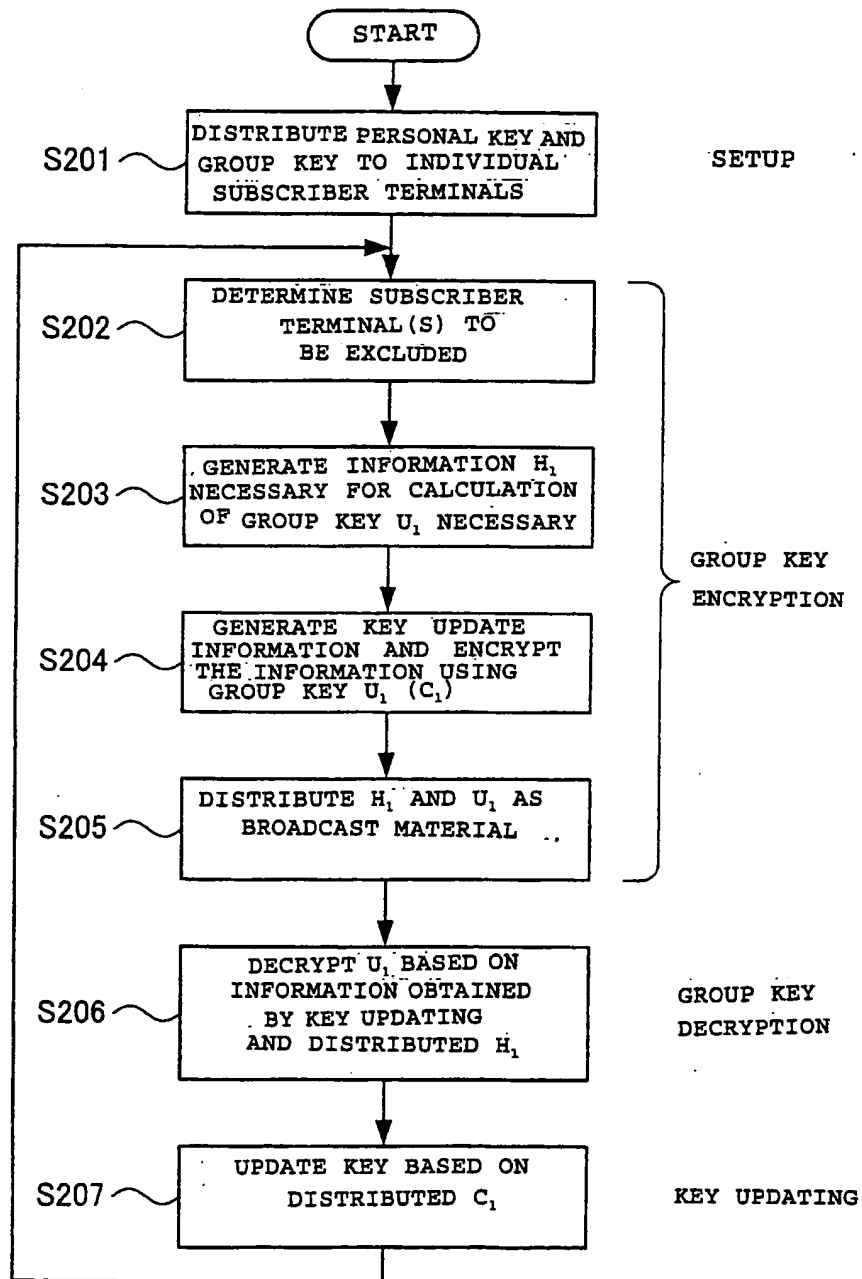 START
S201
DISTRIBUTE PERSONAL KEY AND
GROUP KEY TO INDIVIDUAL
SUBSCRIBER TERMINALS
SETUP
S202
DETERMINE SUBSCRIBER
TERMINAL(S) TO
BE EXCLUDED
S203
GENERATE INFORMATION H₁
NECESSARY FOR CALCULATION
OF GROUP KEY U₁ NECESSARY
GROUP KEY
ENCRYPTION
S204
GENERATE KEY UPDATE
INFORMATION AND ENCRYPT
THE INFORMATION USING
GROUP KEY U₁ (C₁)
S205
DISTRIBUTE H₁ AND U₁ AS
BROADCAST MATERIAL
S206
DECRYPT U₁ BASED ON
INFORMATION OBTAINED
BY KEY UPDATING
AND DISTRIBUTED H₁
GROUP KEY
DECRYPTION
S207
UPDATE KEY BASED ON
DISTRIBUTED C₁
KEY UPDATING